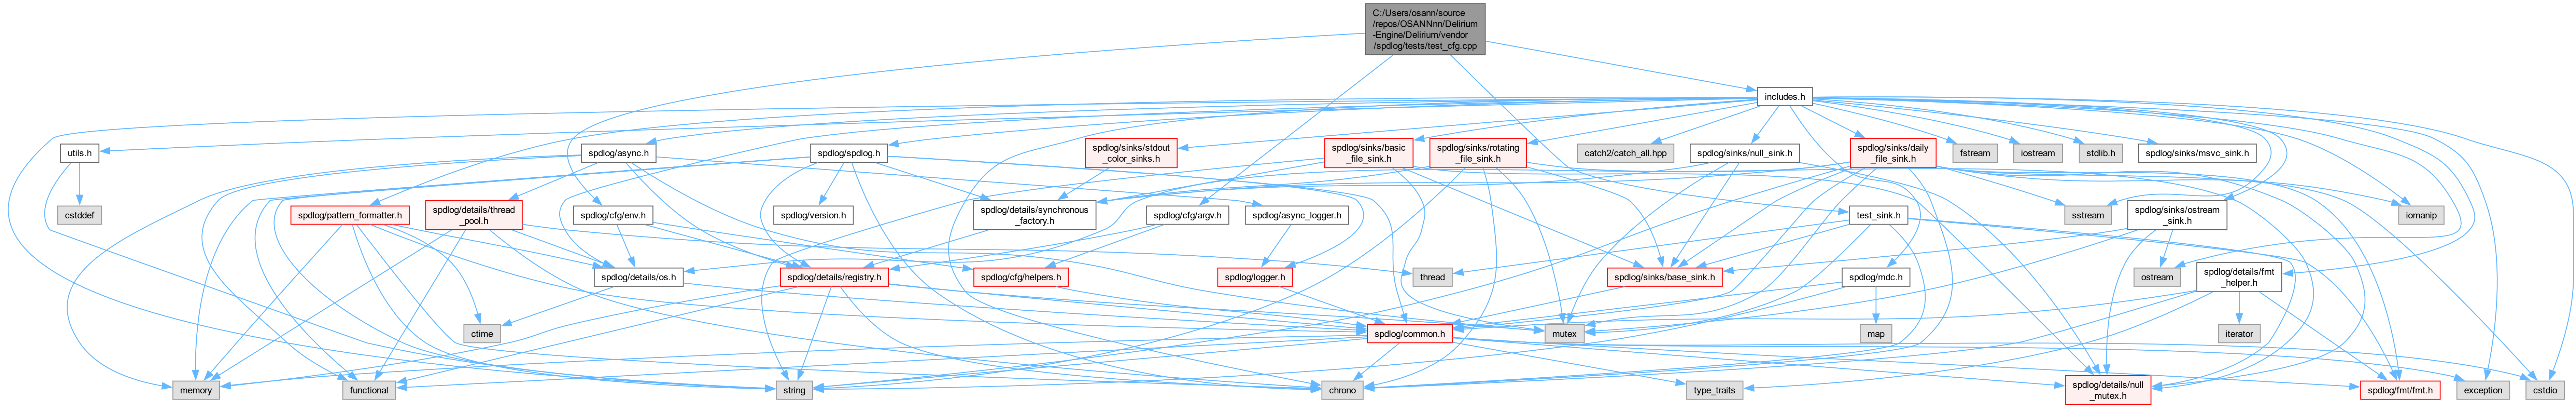 C:/Users/osann/source
/repos/OSANNnn/Delirium
-Engine/Delirium/vendor
/spdlog/tests/test_cfg.cpp
includes.h
utils.h
spdlog/async.h
spdlog/spdlog.h
spdlog/sinks/stdout
_color_sinks.h
spdlog/sinks/basic
_file_sink.h
spdlog/sinks/rotating
_file_sink.h
catch2/catch_all.hpp
spdlog/sinks/null_sink.h
spdlog/sinks/daily
_file_sink.h
fstream
iostream
stdlib.h
spdlog/sinks/msvc_sink.h
cstddef
spdlog/pattern_formatter.h
spdlog/details/thread
_pool.h
spdlog/cfg/env.h
spdlog/version.h
spdlog/details/synchronous
_factory.h
spdlog/cfg/argv.h
spdlog/async_logger.h
test_sink.h
sstream
spdlog/sinks/ostream
_sink.h
iomanip
spdlog/details/os.h
spdlog/details/registry.h
spdlog/cfg/helpers.h
spdlog/logger.h
thread
spdlog/sinks/base_sink.h
spdlog/mdc.h
ostream
spdlog/details/fmt
_helper.h
ctime
spdlog/common.h
mutex
map
iterator
memory
functional
string
chrono
type_traits
spdlog/details/null
_mutex.h
spdlog/fmt/fmt.h
exception
cstdio